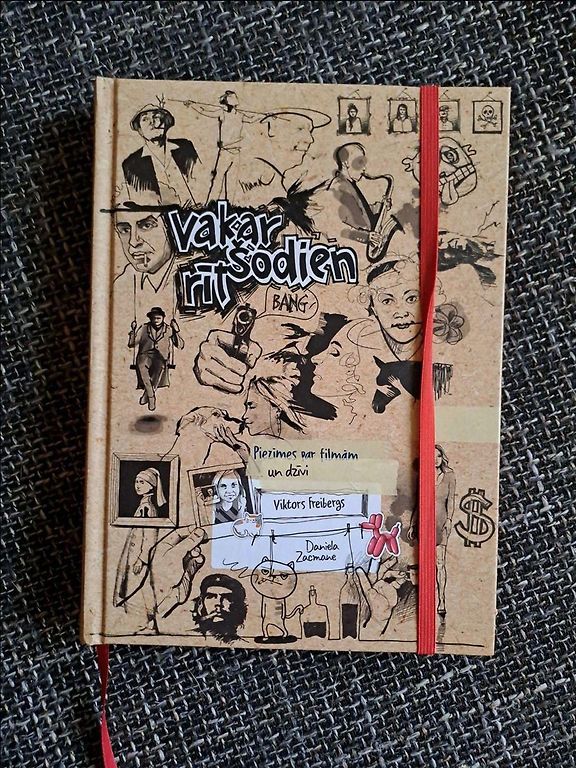 vakar
šodien
rīt
BANG
Piezīmes par filmām
un dzīvi
Viktors Freibergs
Daniela
Zacmane